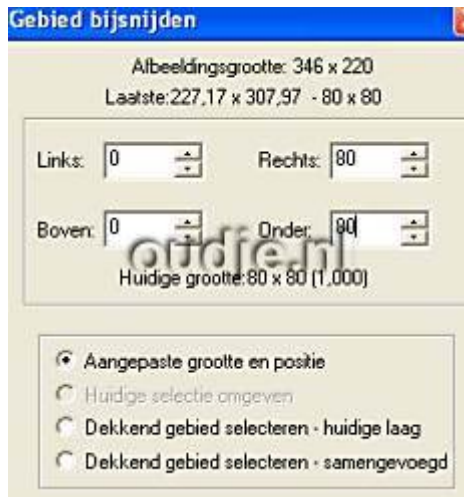 Gebied bijsnijden
Afbeeldingsgrootte: 346 x 220
Laatste:227,17 x 307,97 - 80 x 80
Links: 0 Rechts: 80
Boven: 0 Onder: 80
oudje.nl
Huidige grootte:80 x 80 (1,000)
Aangepaste grootte en positie
Huidige selectie omgeven
Dekkend gebied selecteren - huidige laag
Dekkend gebied selecteren - samengevoegd